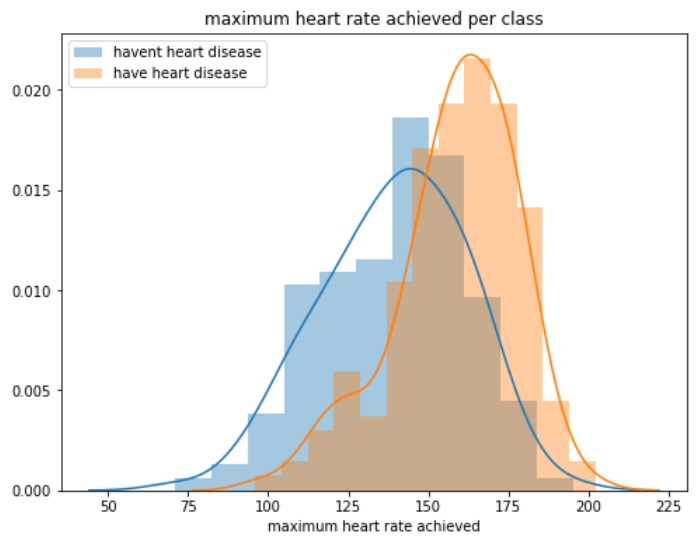 maximum heart rate achieved per class
havent heart disease
have heart disease
0.020
0.015
0.010
0.005
0.000
50 75 100 125 150 175 200 225
maximum heart rate achieved